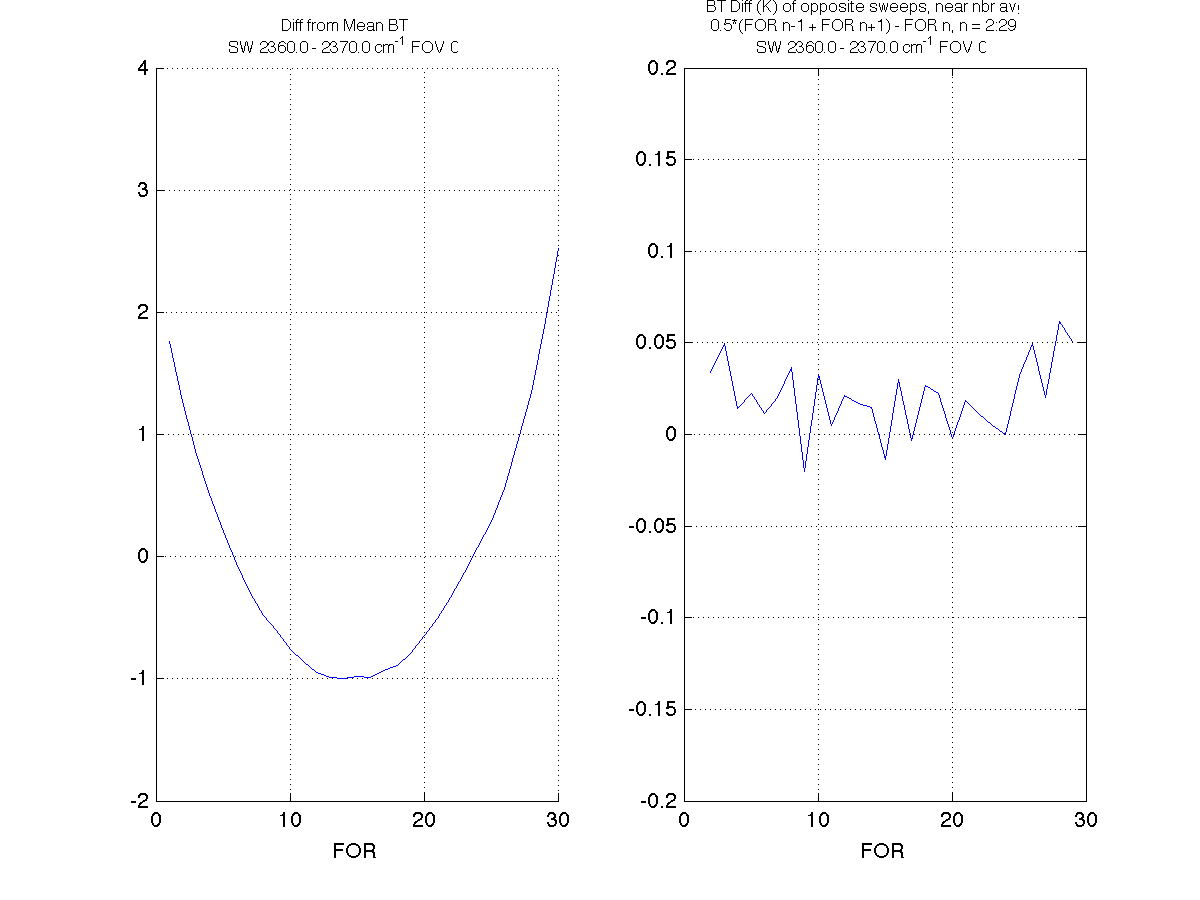 Diff from Mean BT
SW 2360.0 - 2370.0 cm-1 FOV
4
3
2
1
0
-1
-2
0 10 20 30
FOR
BT Diff (K) of opposite sweeps, near nbr
0.5*(FOR n-1 + FOR n+1) - FOR n, n = 2:29
SW 2360.0 - 2370.0 cm-1 FOV
0.2
0.15
0.1
0.05
0
-0.05
-0.1
-0.15
-0.2
0 10 20 30
FOR